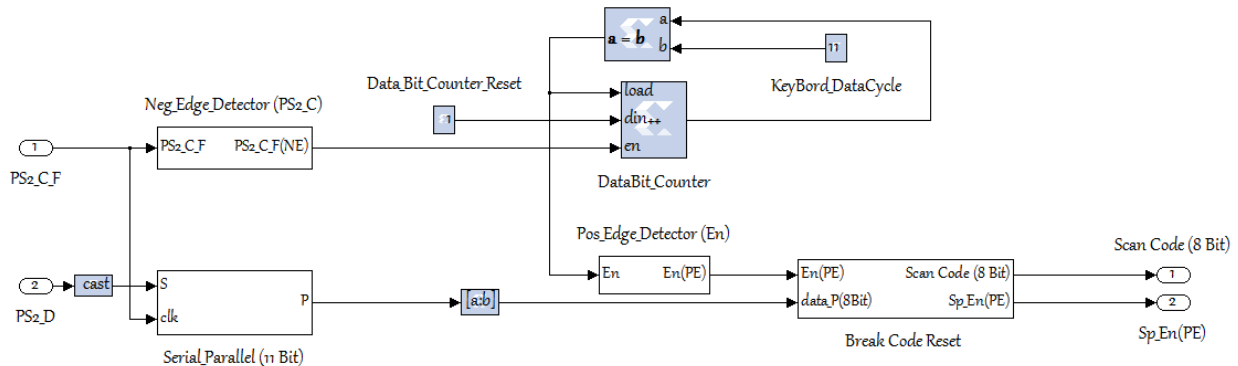 a
b
a = b
11
KeyBord_DataCycle
Data_Bit_Counter_Reset
1
load
din++
en
DataBit_Counter
Neg_Edge_Detector (PS2_C)
1
PS2_C_F
PS2_C_F
PS2_C_F(NE)
Pos_Edge_Detector (En)
En
En(PE)
2
PS2_D
cast
S
clk
P
Serial_Parallel (11 Bit)
[a:b]
En(PE)
data_P(8Bit)
Scan Code (8 Bit)
Sp_En(PE)
Break Code Reset
Scan Code (8 Bit)
1
2
Sp_En(PE)